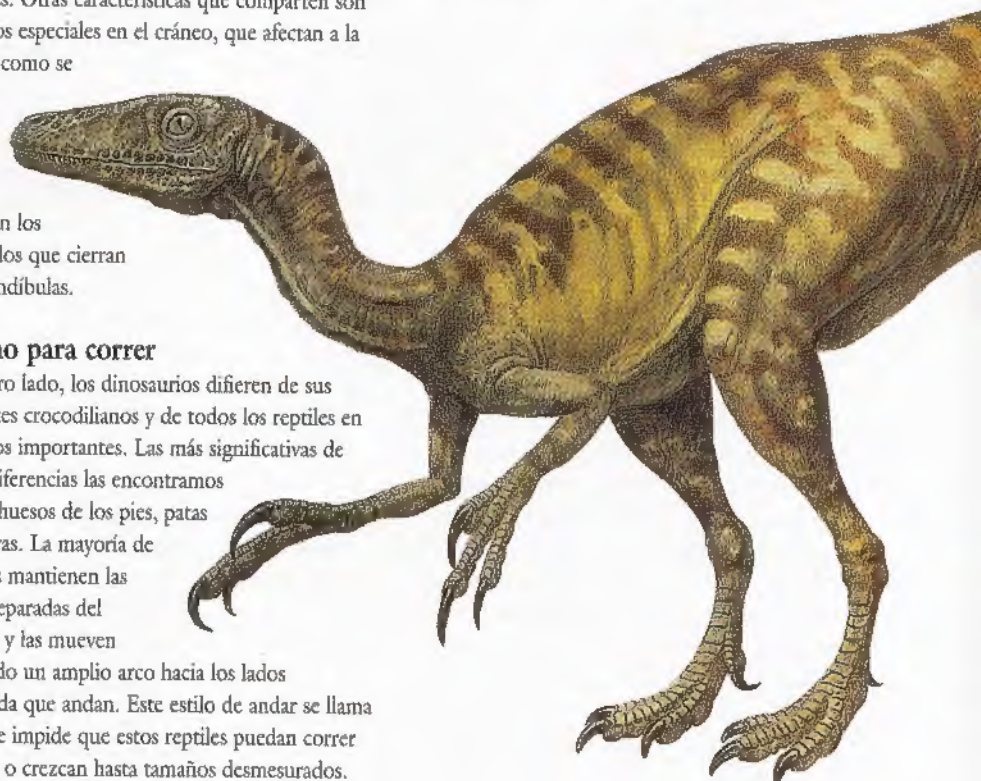 s. Otras características que comparten son
os especiales en el cráneo, que afectan a la
como se
n los
los que cierran
ndíbulas.
no para correr
ro lado, los dinosaurios difieren de sus
tes crocodilianos y de todos los reptiles en
os importantes. Las más significativas de
iferencias las encontramos
huesos de los pies, patas
as. La mayoría de
s mantienen las
eparadas del
y las mueven
do un amplio arco hacia los lados
da que andan. Este estilo de andar se llama
e impide que estos reptiles puedan correr
o crezcan hasta tamaños desmesurados.